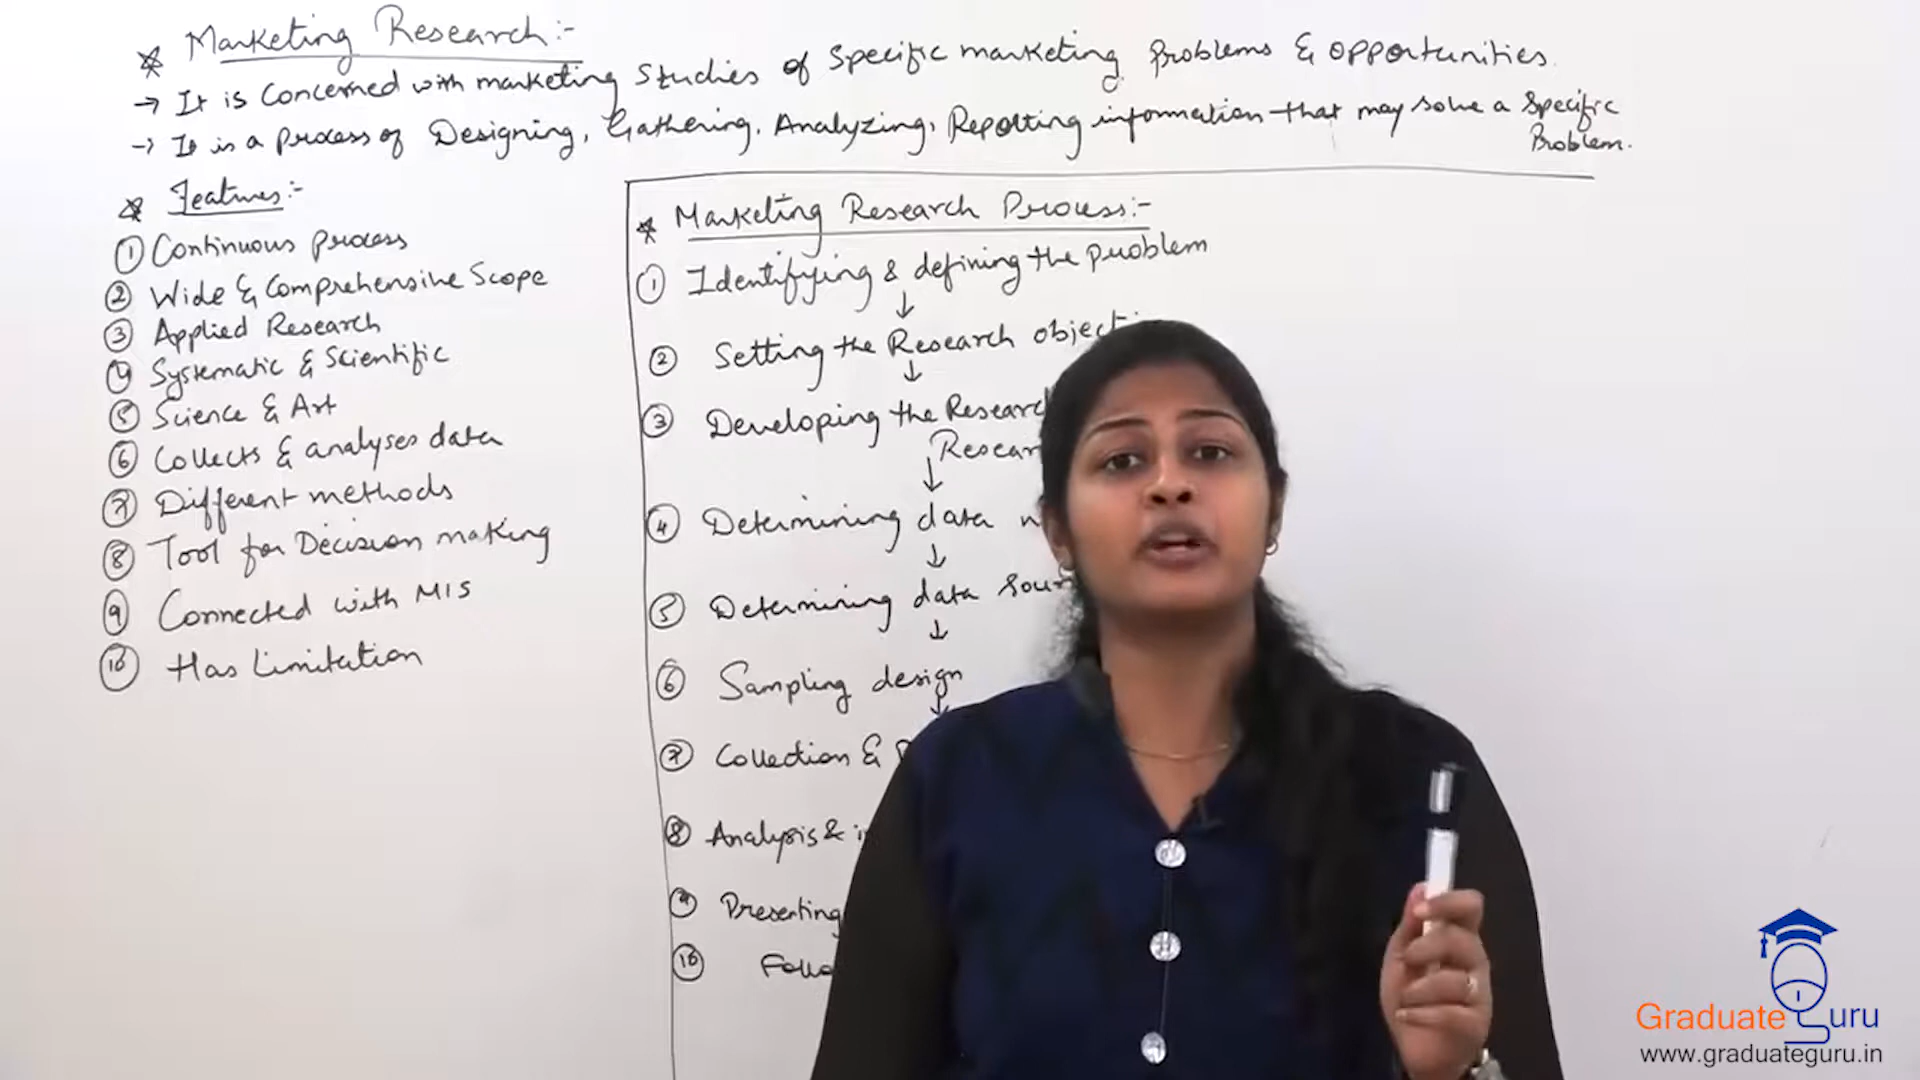 Marketing Research:-
→ It is Concerned with marketing Studies of Specific marketing Problems & opportunities.
→ It is a Process of Designing, Gathering, Analyzing, Reporting information that may solve a Specific
Problem.
Features:-
① Continuous process
② Wide & Comprehensive Scope
③ Applied Research
④ Systematic & Scientific
⑤ Science & Art
⑥ Collects & analyses data
⑦ Different methods
⑧ Tool for Decision making
⑨ Connected with MIS
⑩ Has Limitation
Marketing Research Process:-
① Identifying & defining the problem
② Setting the Research
③ Developing the Research
④ Determining data
⑤ Determining data
⑥ Sampling design
⑦ Collection &
⑧ Analysis &
⑨ Presenting
⑩
Graduate Guru
www.graduateguru.in